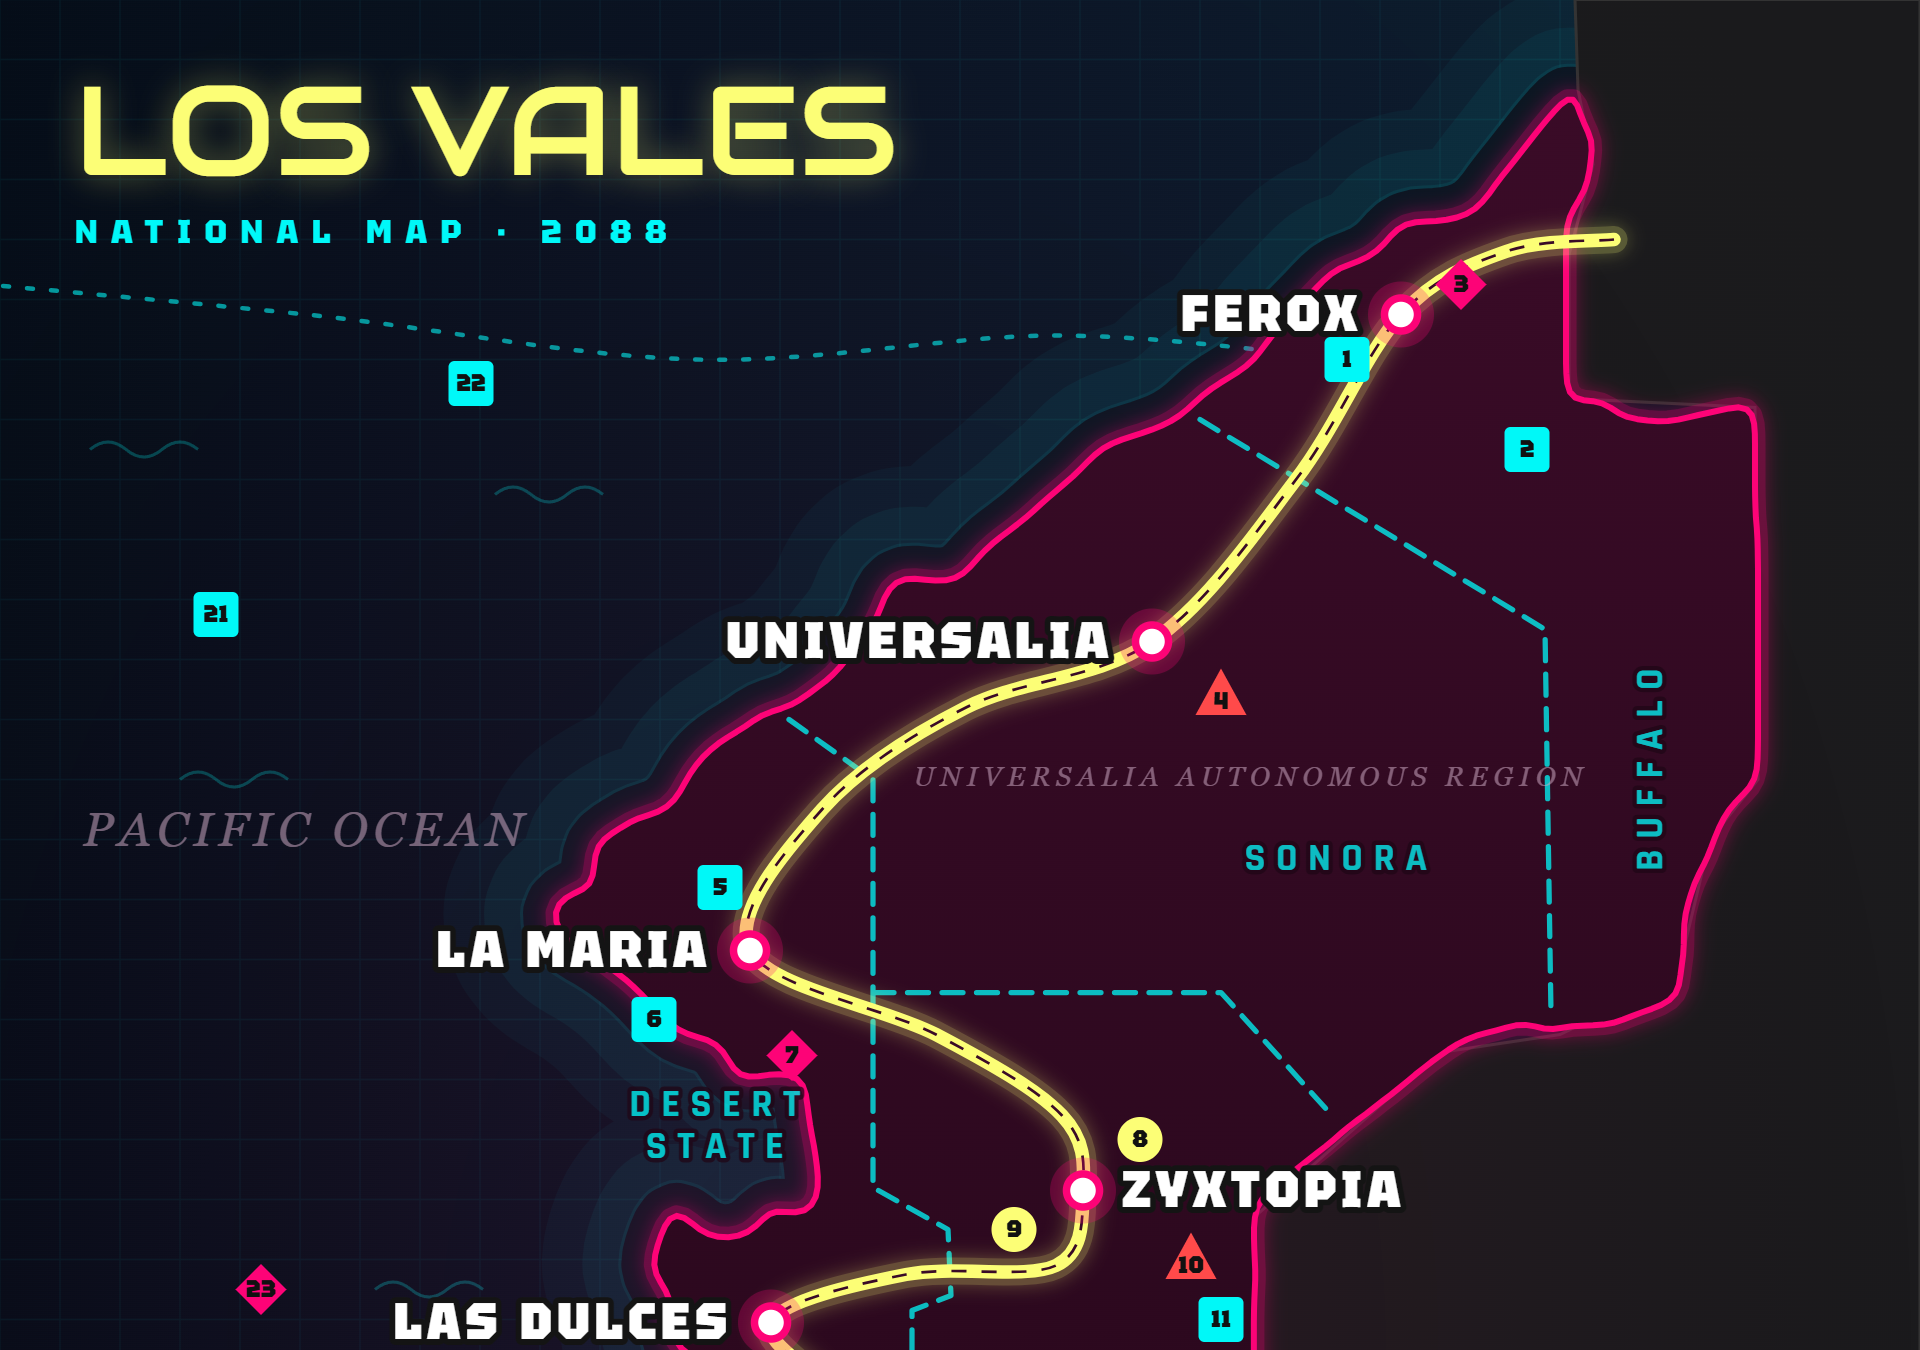 LOS VALES
NATIONAL MAP · 2088
3
FEROX
1
22
2
21
UNIVERSALIA
4
BUFFALO
UNIVERSALIA AUTONOMOUS REGION
PACIFIC OCEAN
SONORA
5
LA MARIA
6
7
DESERT
STATE
8
ZYXTOPIA
9
10
23
LAS DULCES
11